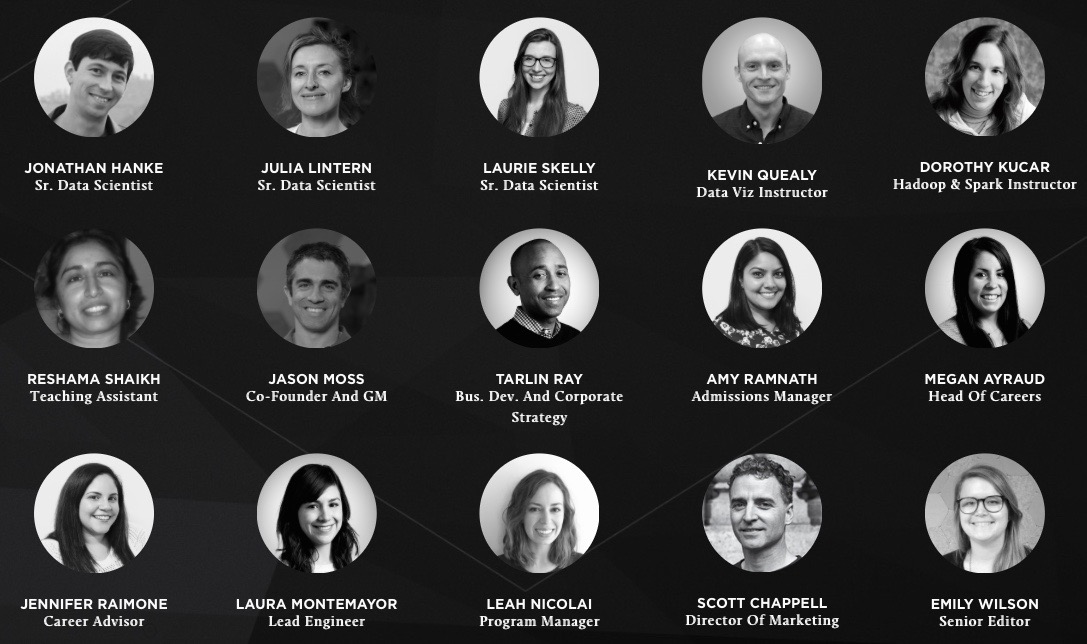 JONATHAN HANKE
Sr. Data Scientist
JULIA LINTERN
Sr. Data Scientist
LAURIE SKELLY
Sr. Data Scientist
KEVIN QUEALY
Data Viz Instructor
DOROTHY KUCAR
Hadoop & Spark Instructor
RESHAMA SHAIKH
Teaching Assistant
JASON MOSS
Co-Founder And GM
TARLIN RAY
Bus. Dev. And Corporate
Strategy
AMY RAMNATH
Admissions Manager
MEGAN AYRAUD
Head Of Careers
JENNIFER RAIMONE
Career Advisor
LAURA MONTEMAYOR
Lead Engineer
LEAH NICOLAI
Program Manager
SCOTT CHAPPELL
Director Of Marketing
EMILY WILSON
Senior Editor